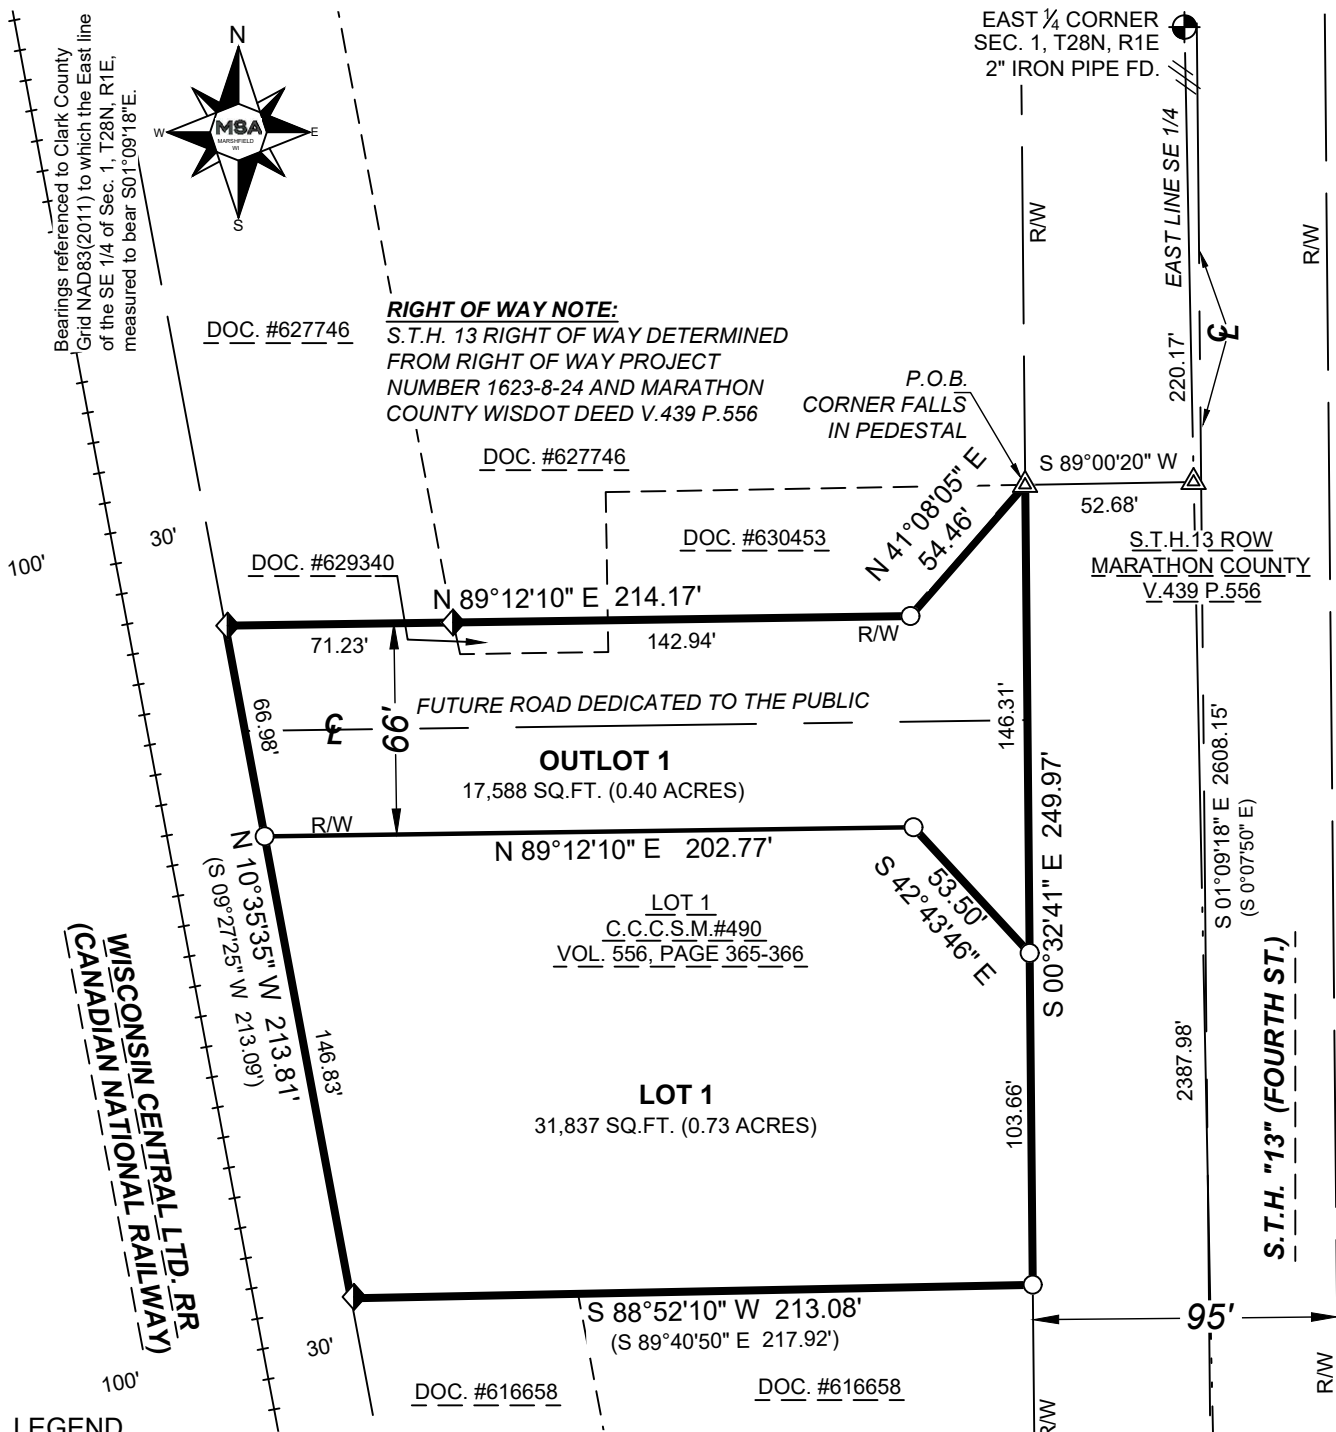 EAST ¼ CORNER
SEC. 1, T28N, R1E
2" IRON PIPE FD.
Bearings referenced to Clark County
Grid NAD83(2011) to which the East line
of the SE 1/4 of Sec. 1, T28N, R1E,
measured to bear S01°09'18"E.
N
W
E
S
MSA
MARSHFIELD
WI
R/W
EAST LINE SE 1/4
R/W
220.17'
℄
DOC. #627746
RIGHT OF WAY NOTE:
S.T.H. 13 RIGHT OF WAY DETERMINED
FROM RIGHT OF WAY PROJECT
NUMBER 1623-8-24 AND MARATHON
COUNTY WISDOT DEED V.439 P.556
P.O.B.
CORNER FALLS
IN PEDESTAL
DOC. #627746
S 89°00'20" W
52.68'
N 41°08'05" E
54.46'
DOC. #630453
S.T.H.13 ROW
MARATHON COUNTY
V.439 P.556
30'
100'
DOC. #629340
N 89°12'10" E 214.17'
71.23'
142.94'
R/W
66.98'
℄
66'
FUTURE ROAD DEDICATED TO THE PUBLIC
146.31'
OUTLOT 1
17,588 SQ.FT. (0.40 ACRES)
S 00°32'41" E 249.97'
S 01°09'18" E 2608.15'
(S 0°07'50" E)
R/W
N 89°12'10" E 202.77'
53.50'
S 42°43'46" E
N 10°35'35" W 213.81'
(S 09°27'25" W 213.09')
LOT 1
C.C.C.S.M.#490
VOL. 556, PAGE 365-366
WISCONSIN CENTRAL LTD. RR
(CANADIAN NATIONAL RAILWAY)
146.83'
LOT 1
31,837 SQ.FT. (0.73 ACRES)
103.66'
2387.98'
S.T.H. "13" (FOURTH ST.)
S 88°52'10" W 213.08'
(S 89°40'50" E 217.92')
95'
30'
100'
DOC. #616658
DOC. #616658
R/W
R/W
LEGEND